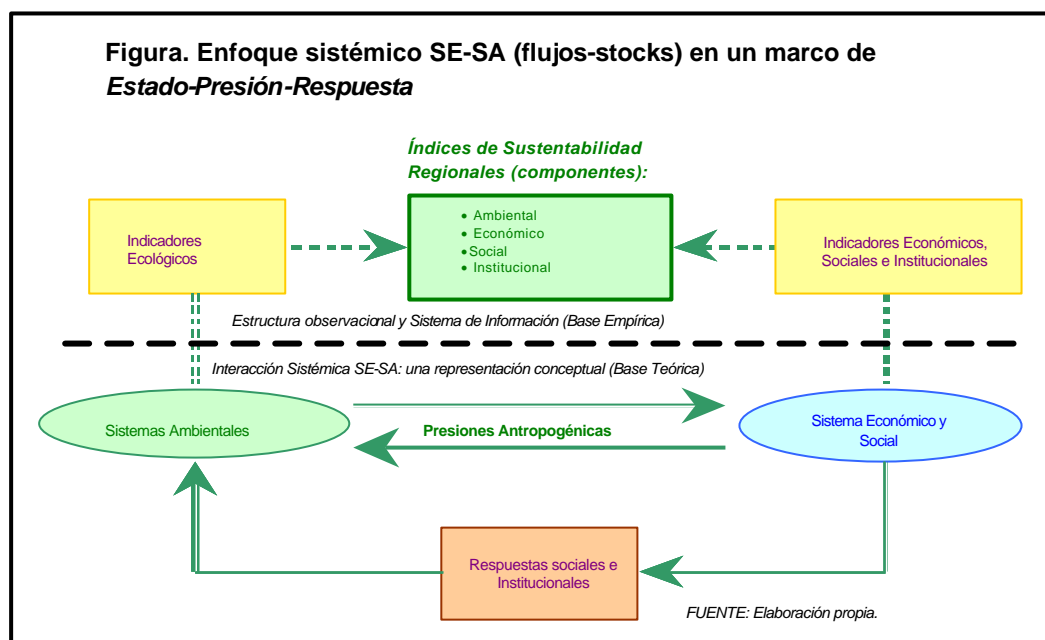 Figura. Enfoque sistémico SE-SA (flujos-stocks) en un marco de
Estado-Presión-Respuesta
Índices de Sustentabilidad
Regionales (componentes):
• Ambiental
• Económico
• Social
• Institucional
Indicadores
Ecológicos
Indicadores Económicos,
Sociales e Institucionales
Estructura observacional y Sistema de Información (Base Empírica)
Interacción Sistémica SE-SA: una representación conceptual (Base Teórica)
Sistemas Ambientales
Presiones Antropogénicas
Sistema Económico y
Social
Respuestas sociales e
Institucionales
FUENTE: Elaboración propia.